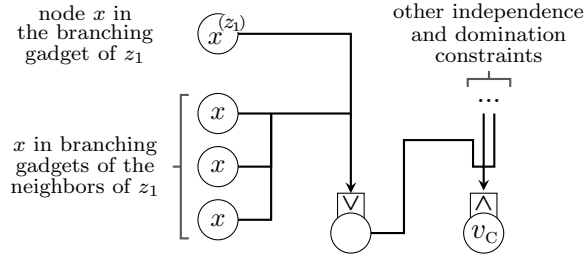 node x in
the branching
gadget of z₁
x^(z₁)
other independence
and domination
constraints
...
x
x in branching
gadgets of the
neighbors of z₁
x
x
∨
∧
v_C